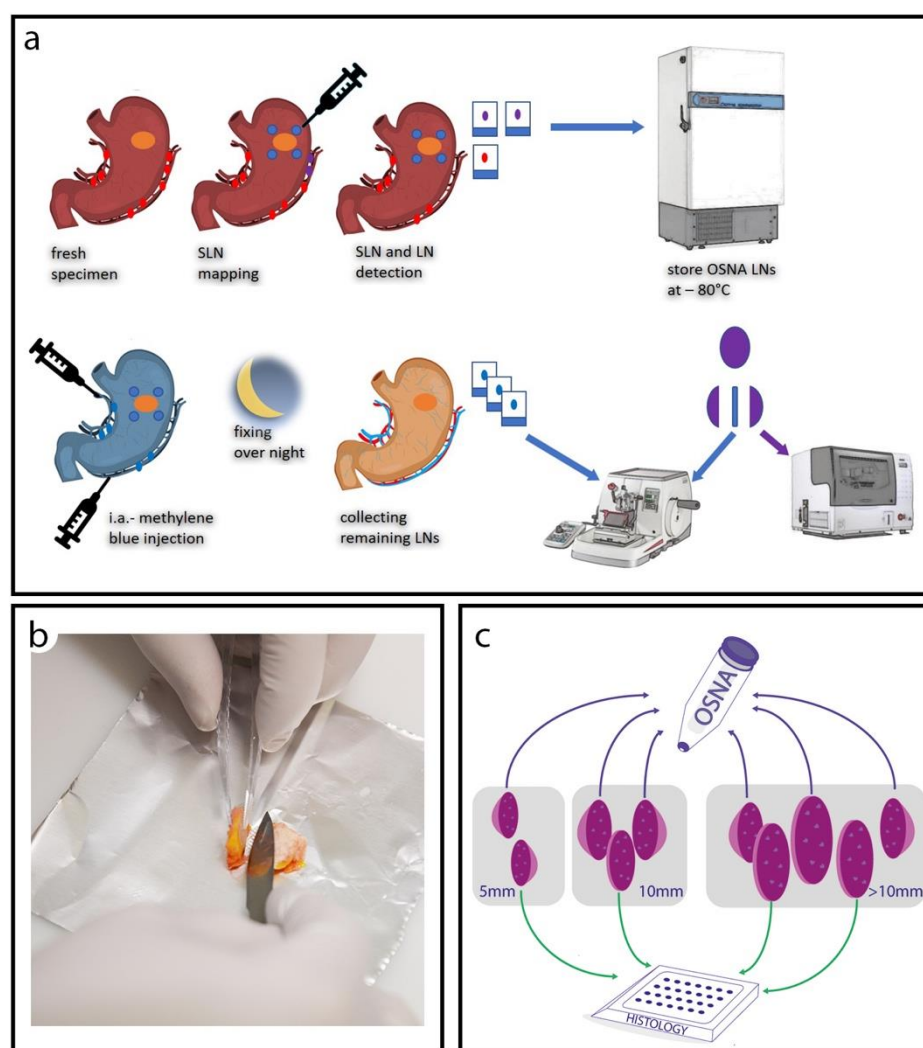 a
fresh
specimen
SLN
mapping
SLN and LN
detection
store OSNA LNs
at – 80°C
i.a.- methylene
blue injection
fixing
over night
collecting
remaining LNs
b
c
OSNA
5mm
10mm
>10mm
HISTOLOGY